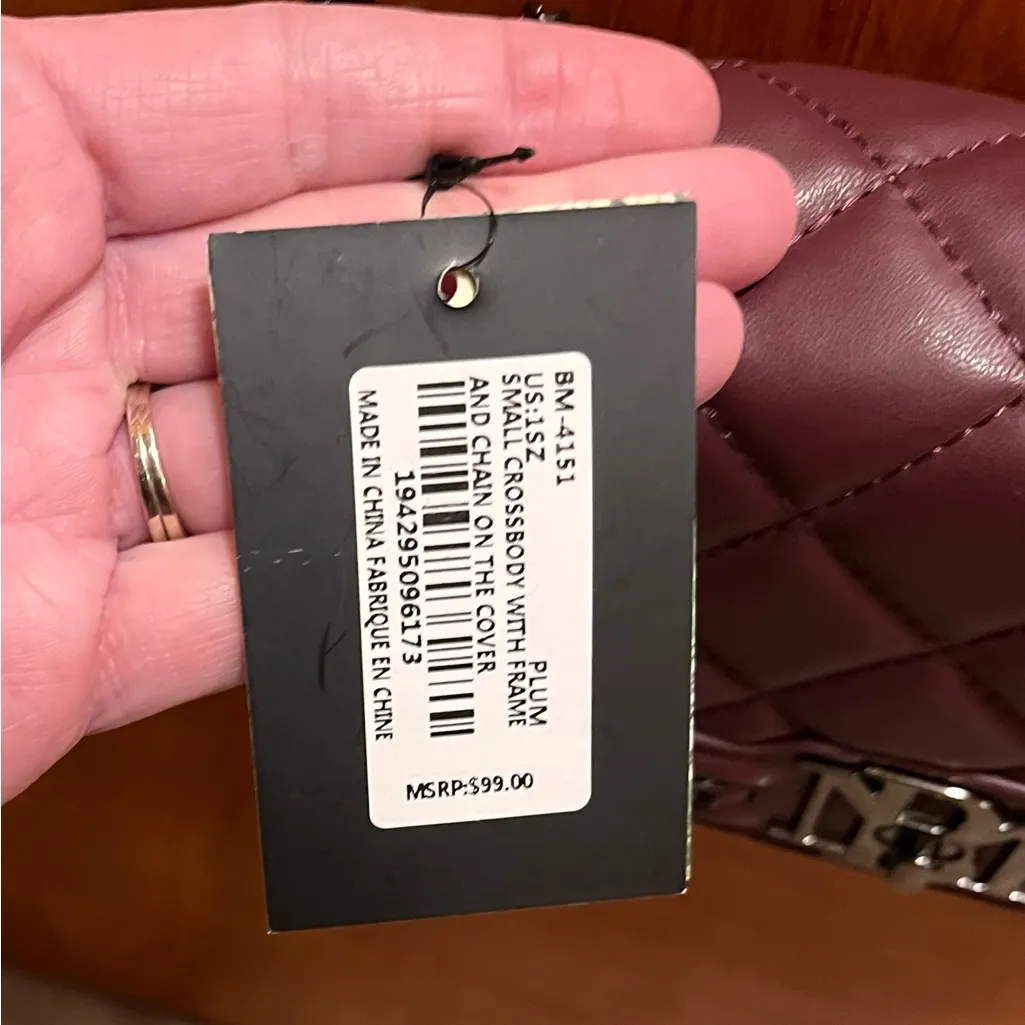 BM-4151
US:1SZ PLUM
SMALL CROSSBODY WITH FRAME
AND CHAIN ON THE COVER
194295096173
MADE IN CHINA FABRIQUE EN CHINE
MSRP:$99.00